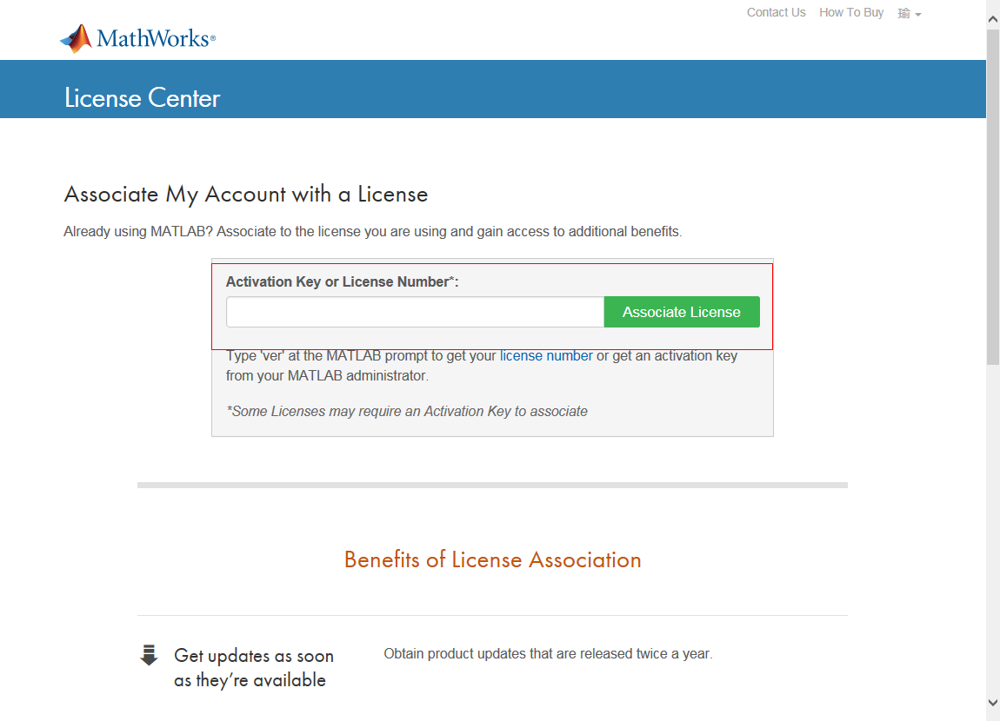 Contact Us How To Buy 瑜
MathWorks®
License Center
Associate My Account with a License
Already using MATLAB? Associate to the license you are using and gain access to additional benefits.
Activation Key or License Number*:
Associate License
Type 'ver' at the MATLAB prompt to get your license number or get an activation key
from your MATLAB administrator.
*Some Licenses may require an Activation Key to associate
Benefits of License Association
Get updates as soon
as they're available
Obtain product updates that are released twice a year.